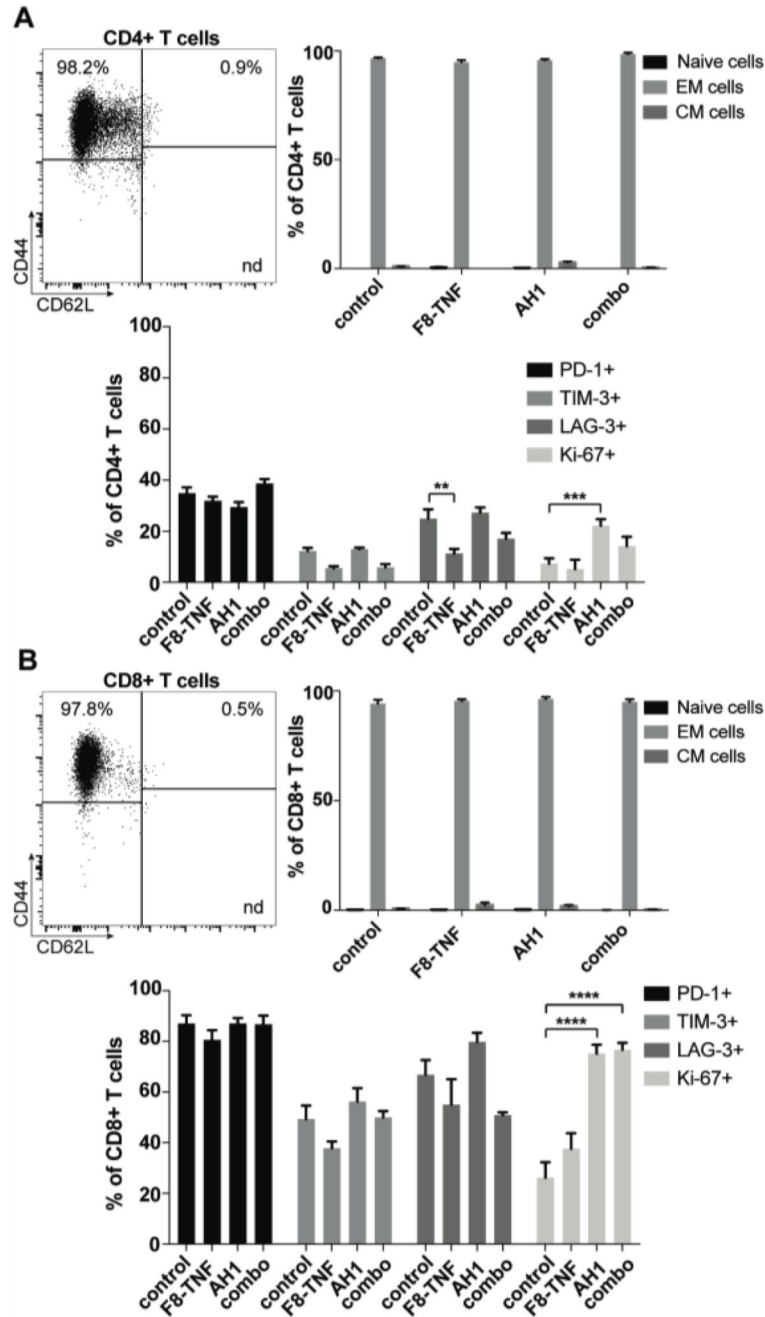 A
CD4+ T cells
98.2%
0.9%
nd
CD44
CD62L
% of CD4+ T cells
100
50
0
control
F8-TNF
AH1
combo
Naive cells
EM cells
CM cells
% of CD4+ T cells
100
80
60
40
20
0
**
***
PD-1+
TIM-3+
LAG-3+
Ki-67+
control
F8-TNF
AH1
combo
control
F8-TNF
AH1
combo
control
F8-TNF
AH1
combo
control
F8-TNF
AH1
combo
B
CD8+ T cells
97.8%
0.5%
nd
CD44
CD62L
% of CD8+ T cells
100
50
0
control
F8-TNF
AH1
combo
Naive cells
EM cells
CM cells
% of CD8+ T cells
100
80
60
40
20
0
****
****
PD-1+
TIM-3+
LAG-3+
Ki-67+
control
F8-TNF
AH1
combo
control
F8-TNF
AH1
combo
control
F8-TNF
AH1
combo
control
F8-TNF
AH1
combo